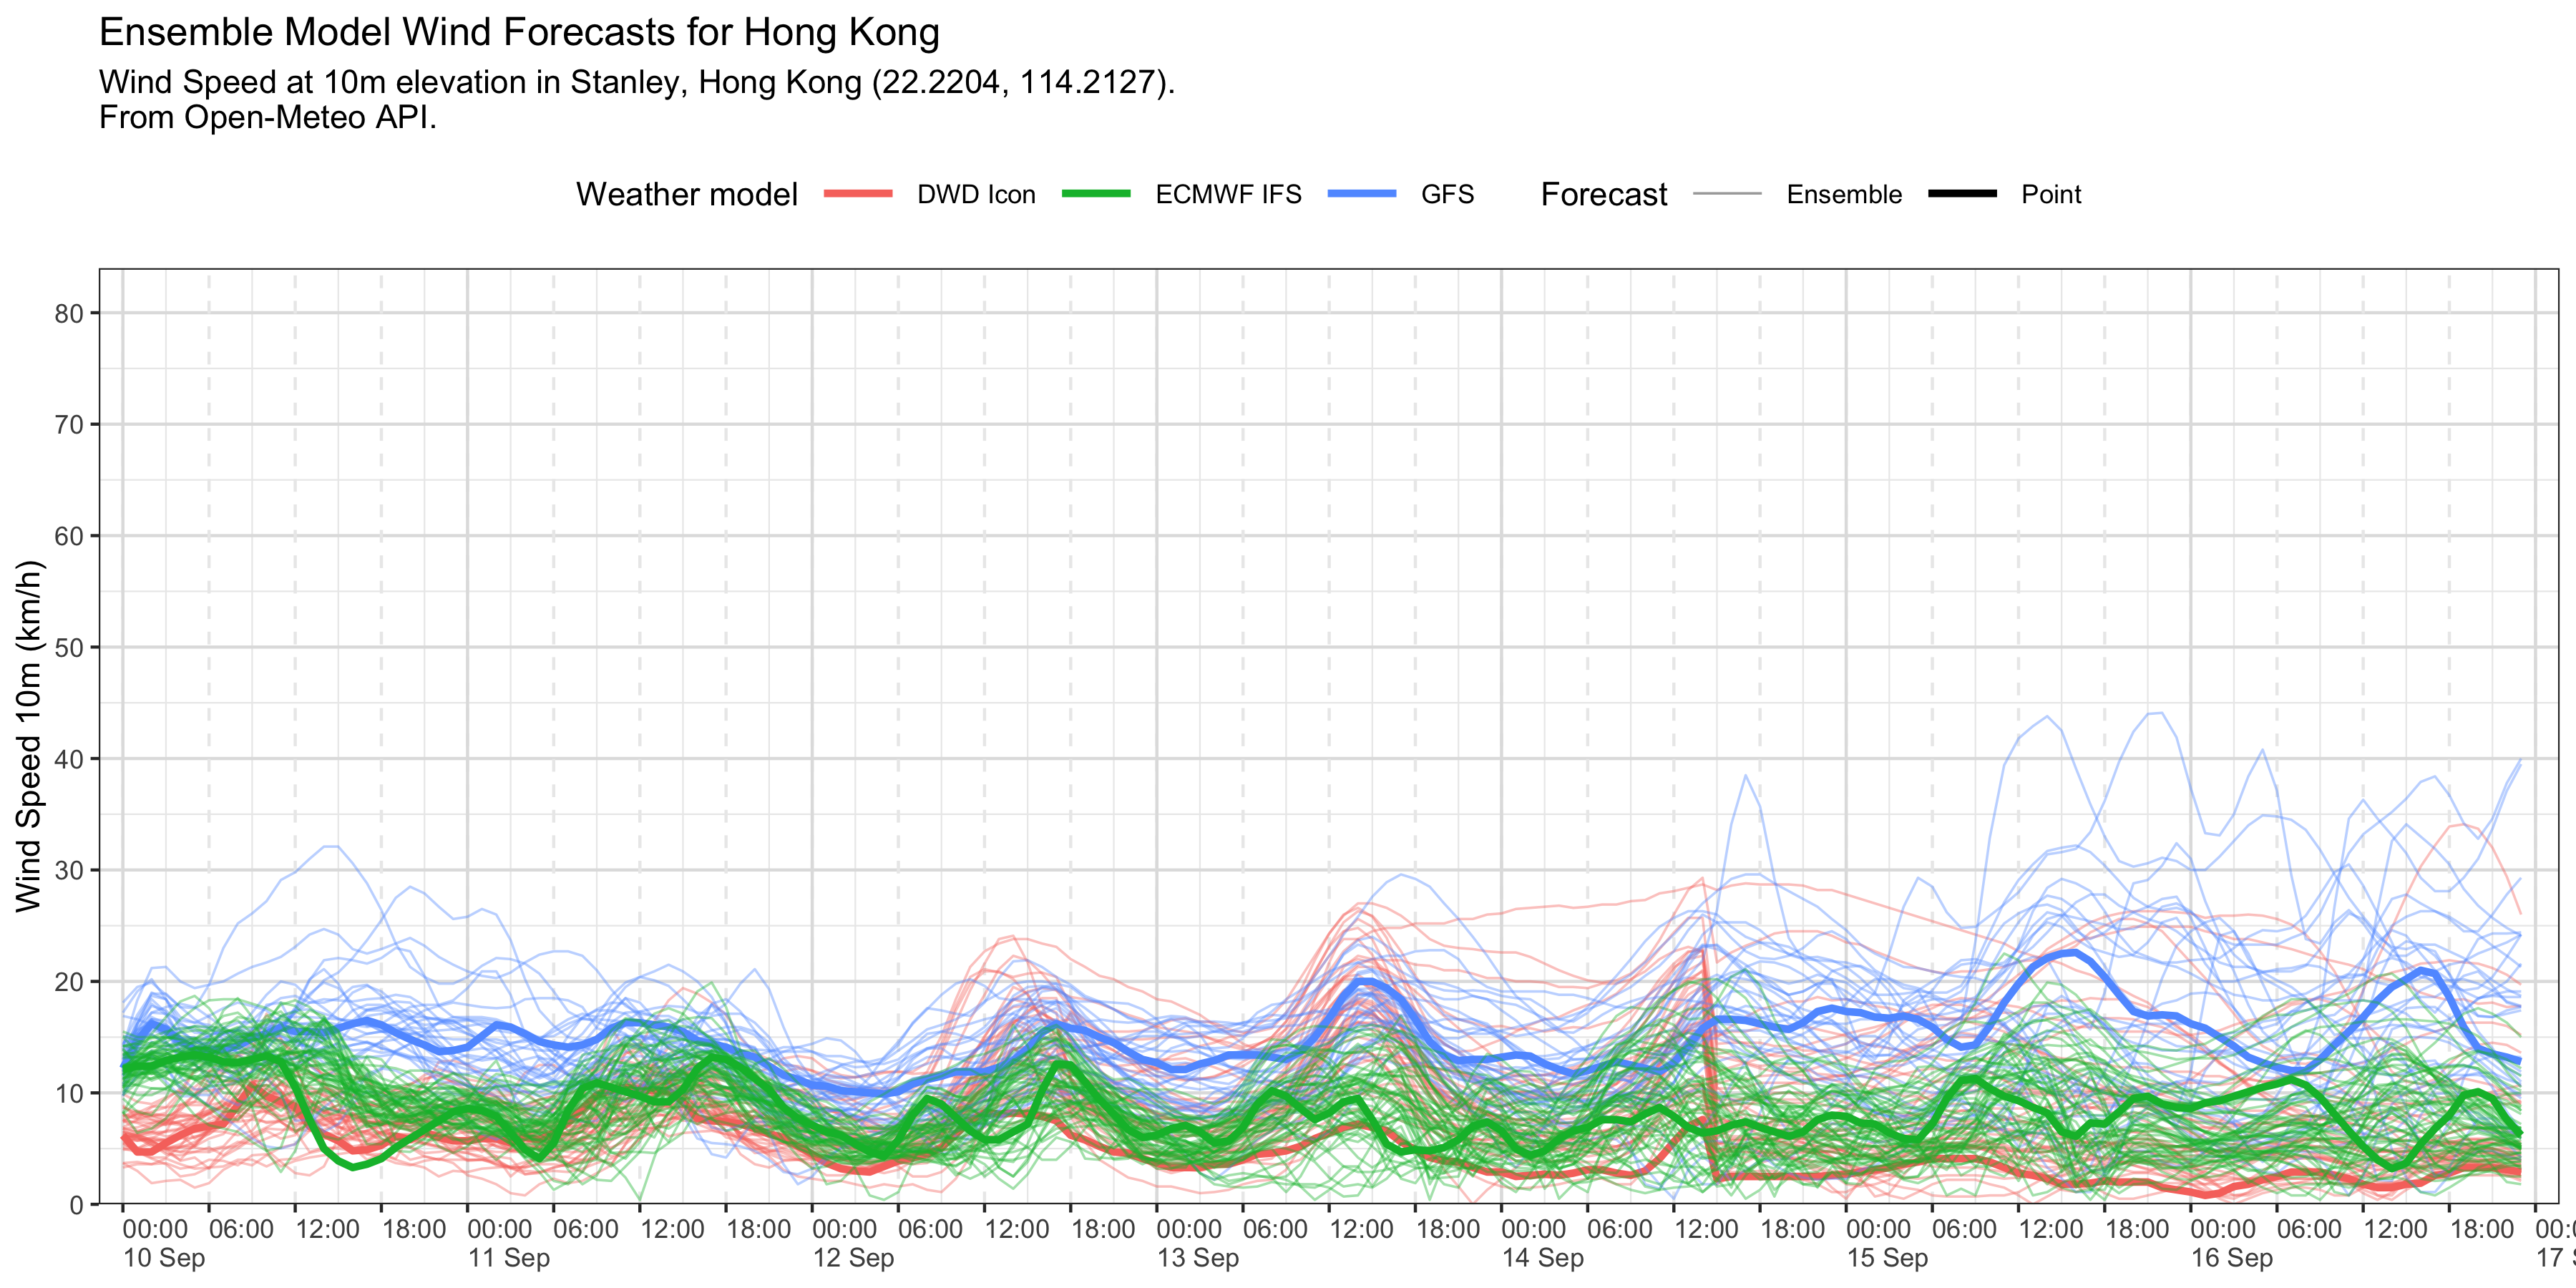 Ensemble Model Wind Forecasts for Hong Kong
Wind Speed at 10m elevation in Stanley, Hong Kong (22.2204, 114.2127).
From Open-Meteo API.
Weather model DWD Icon ECMWF IFS GFS Forecast Ensemble Point
Wind Speed 10m (km/h)
80
70
60
50
40
30
20
10
0
00:00 06:00 12:00 18:00 00:00 06:00 12:00 18:00 00:00 06:00 12:00 18:00 00:00 06:00 12:00 18:00 00:00 06:00 12:00 18:00 00:00 06:00 12:00 18:00 00:00 06:00 12:00 18:00
10 Sep 11 Sep 12 Sep 13 Sep 14 Sep 15 Sep 16 Sep 17